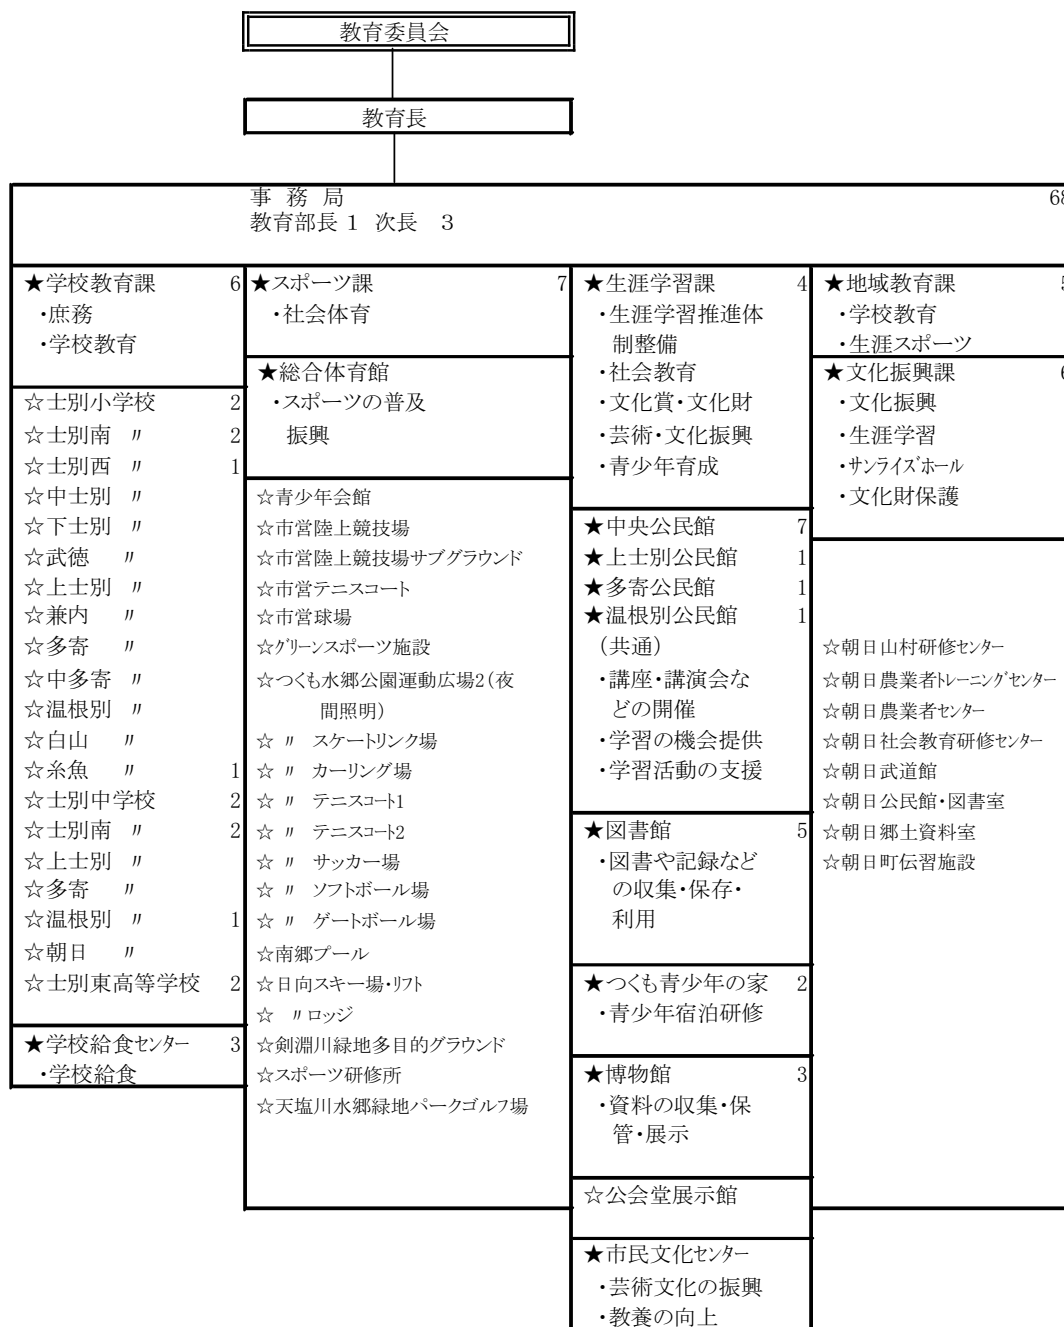 教育委員会
教育長
事 務 局 68
教育部長 1 次長 3
★学校教育課 6
・庶務
・学校教育
☆士別小学校 2
☆士別南 〃 2
☆士別西 〃 1
☆中士別 〃
☆下士別 〃
☆武徳 〃
☆上士別 〃
☆兼内 〃
☆多寄 〃
☆中多寄 〃
☆温根別 〃
☆白山 〃
☆糸魚 〃 1
☆士別中学校 2
☆士別南 〃 2
☆上士別 〃
☆多寄 〃
☆温根別 〃 1
☆朝日 〃
☆士別東高等学校 2
★学校給食センター 3
・学校給食
★スポーツ課 7
・社会体育
★総合体育館
・スポーツの普及
振興
☆青少年会館
☆市営陸上競技場
☆市営陸上競技場サブグラウンド
☆市営テニスコート
☆市営球場
☆グリーンスポーツ施設
☆つくも水郷公園運動広場2(夜
間照明)
☆ 〃 スケートリンク場
☆ 〃 カーリング場
☆ 〃 テニスコート1
☆ 〃 テニスコート2
☆ 〃 サッカー場
☆ 〃 ソフトボール場
☆ 〃 ゲートボール場
☆南郷プール
☆日向スキー場・リフト
☆ 〃ロッジ
☆剣淵川緑地多目的グラウンド
☆スポーツ研修所
☆天塩川水郷緑地パークゴルフ場
★生涯学習課 4
・生涯学習推進体
制整備
・社会教育
・文化賞・文化財
・芸術・文化振興
・青少年育成
★中央公民館 7
★上士別公民館 1
★多寄公民館 1
★温根別公民館 1
(共通)
・講座・講演会な
どの開催
・学習の機会提供
・学習活動の支援
★図書館 5
・図書や記録など
の収集・保存・
利用
★つくも青少年の家 2
・青少年宿泊研修
★博物館 3
・資料の収集・保
管・展示
☆公会堂展示館
★市民文化センター
・芸術文化の振興
・教養の向上
★地域教育課 5
・学校教育
・生涯スポーツ
★文化振興課 6
・文化振興
・生涯学習
・サンライズホール
・文化財保護
☆朝日山村研修センター
☆朝日農業者トレーニングセンター
☆朝日農業者センター
☆朝日社会教育研修センター
☆朝日武道館
☆朝日公民館・図書室
☆朝日郷土資料室
☆朝日町伝習施設